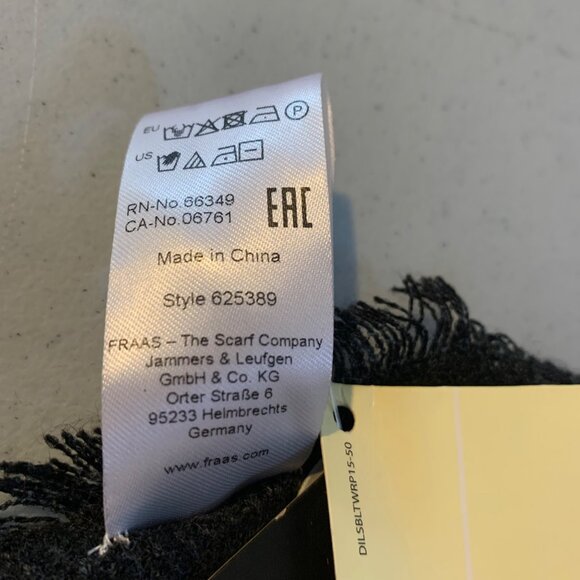 EU P
US
RN-No.66349
CA-No.06761
EAC
Made in China
Style 625389
FRAAS – The Scarf Company
Jammers & Leufgen
GmbH & Co. KG
Orter Straße 6
95233 Helmbrechts
Germany
www.fraas.com
DILSBLTWRP15-50